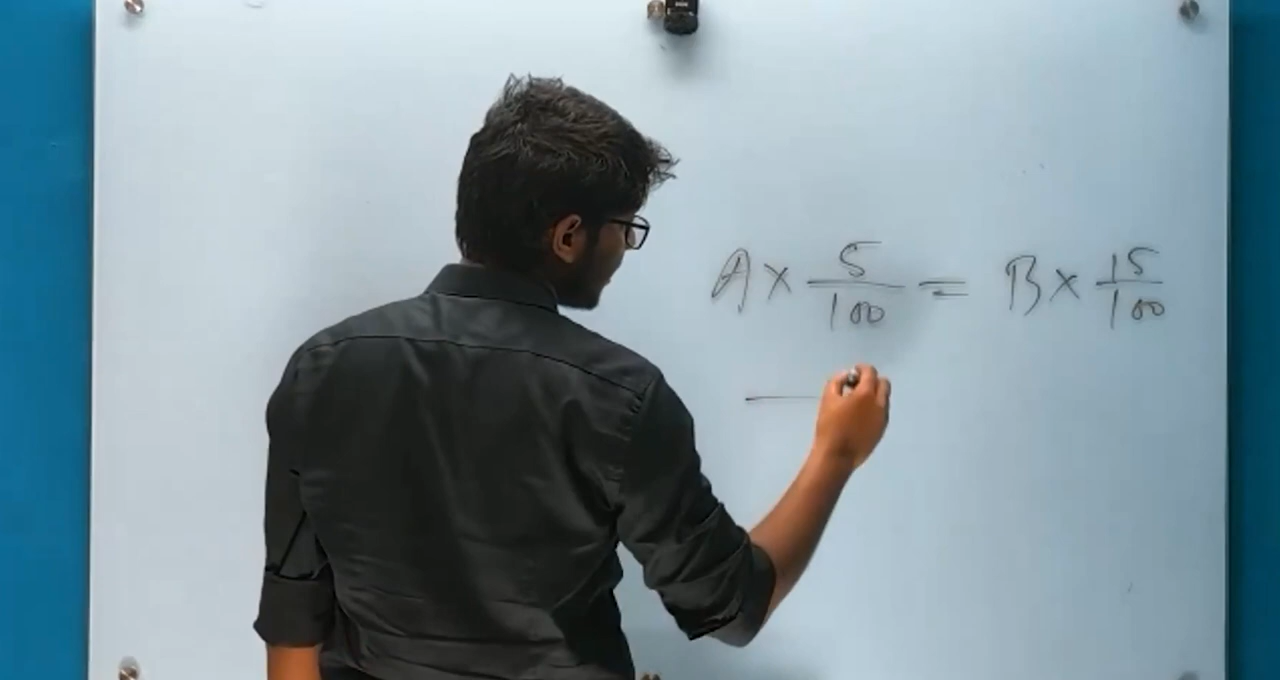 A × 5/100 = B × 15/100